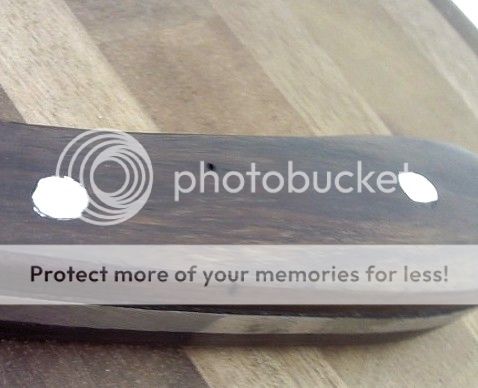 photobucket
Protect more of your memories for less!